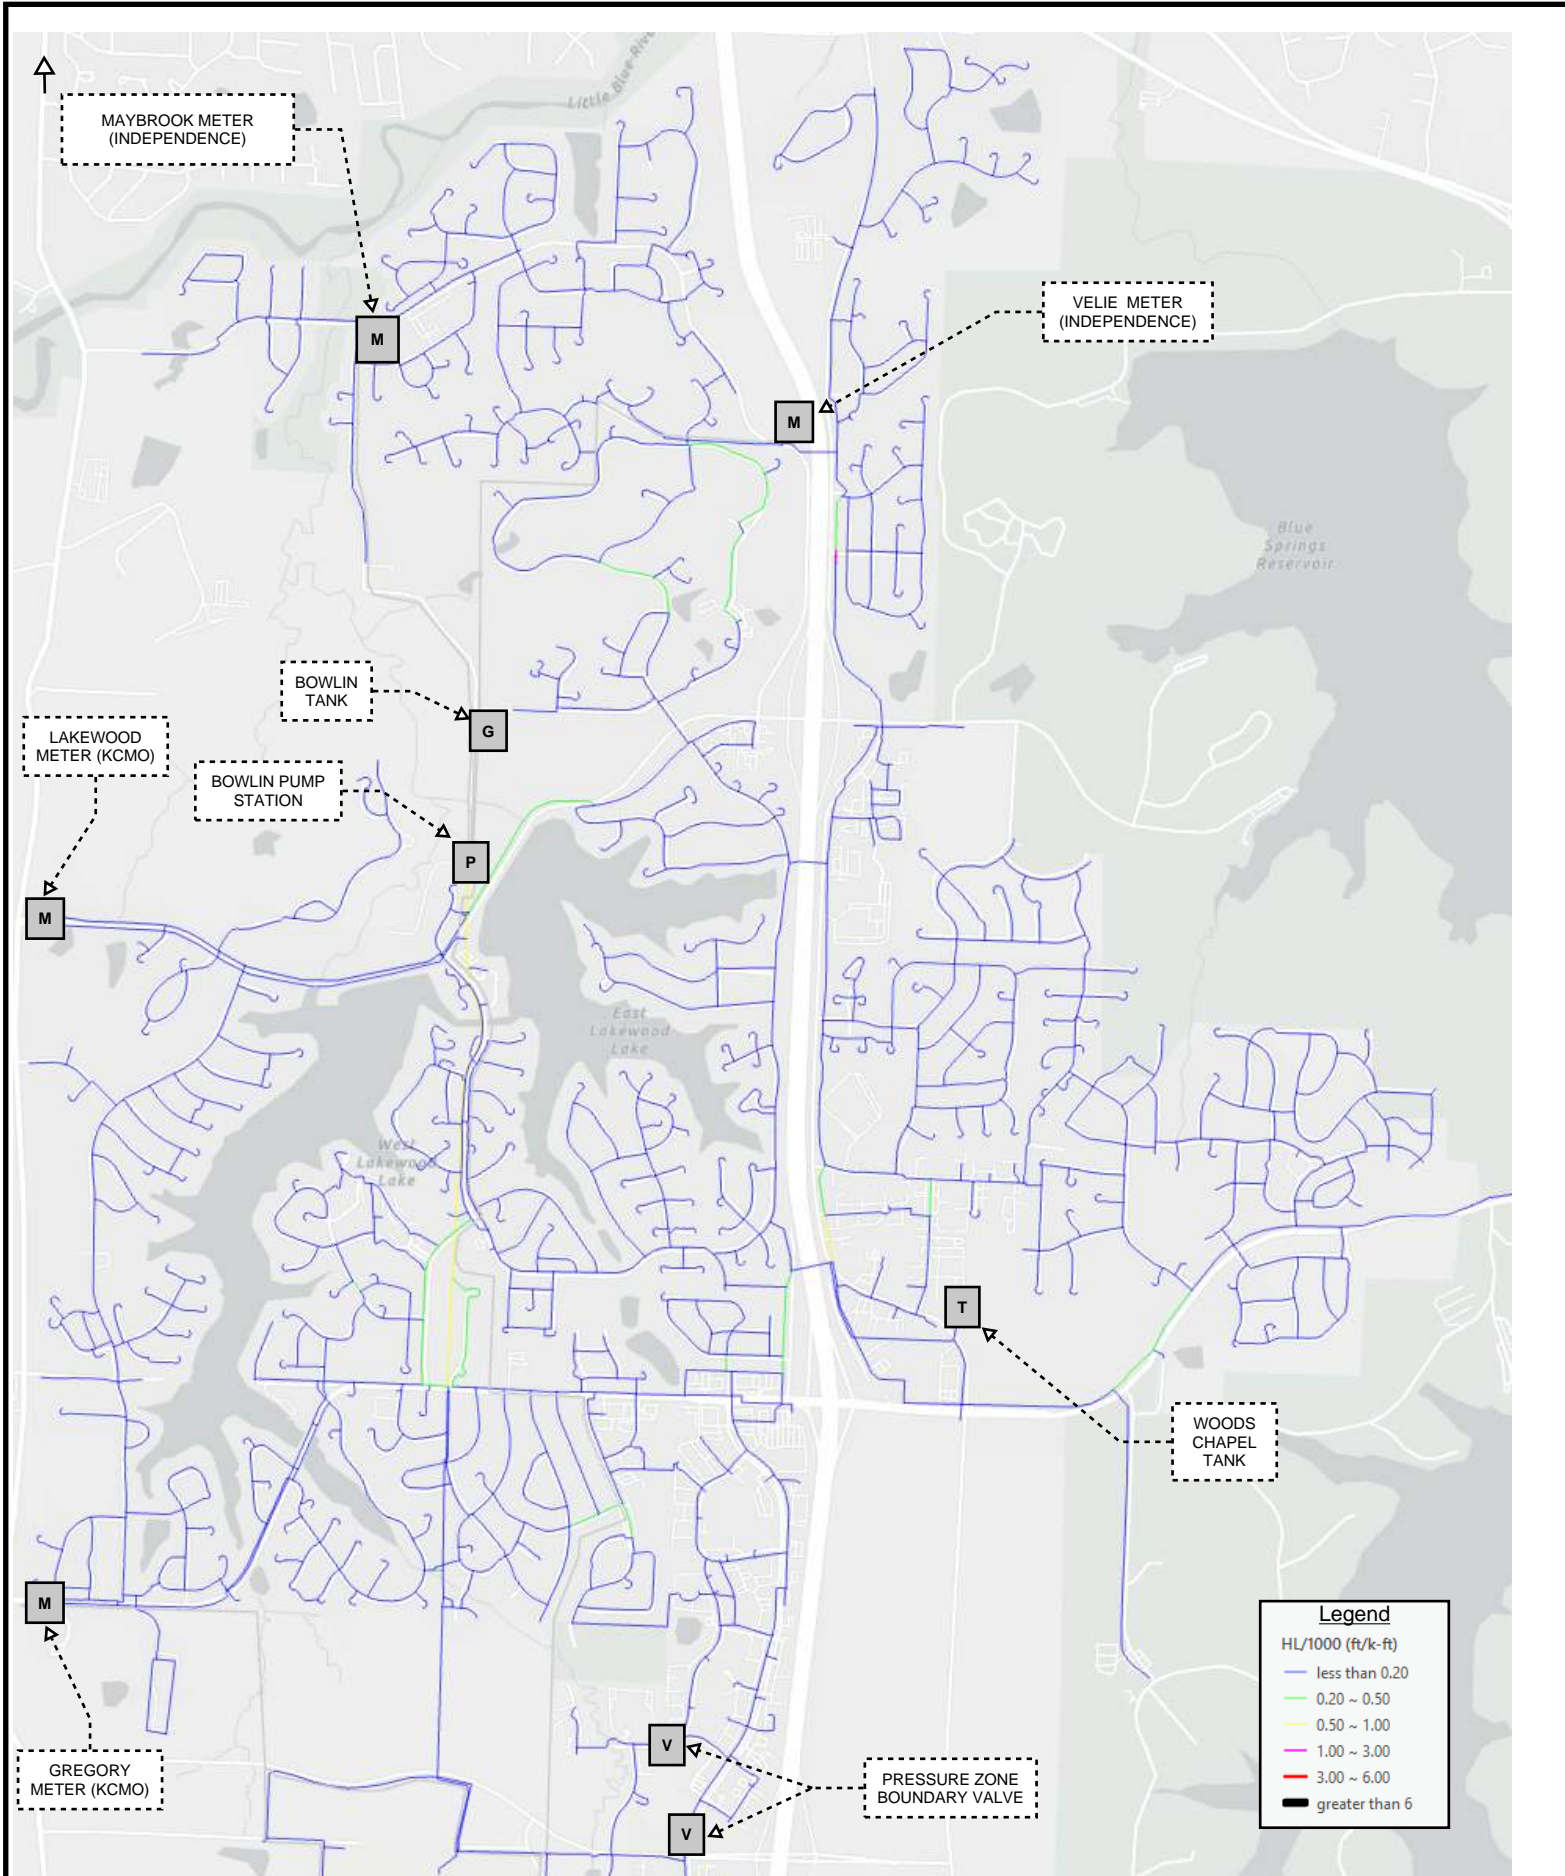 Little Blue River
MAYBROOK METER
(INDEPENDENCE)
M
VELIE METER
(INDEPENDENCE)
M
Blue
Springs
Reservoir
BOWLIN
TANK
G
LAKEWOOD
METER (KCMO)
BOWLIN PUMP
STATION
P
M
East
Lakewood
Lake
West
Lakewood
Lake
T
WOODS
CHAPEL
TANK
M
GREGORY
METER (KCMO)
V
PRESSURE ZONE
BOUNDARY VALVE
V
Legend
HL/1000 (ft/k-ft)
less than 0.20
0.20 ~ 0.50
0.50 ~ 1.00
1.00 ~ 3.00
3.00 ~ 6.00
greater than 6